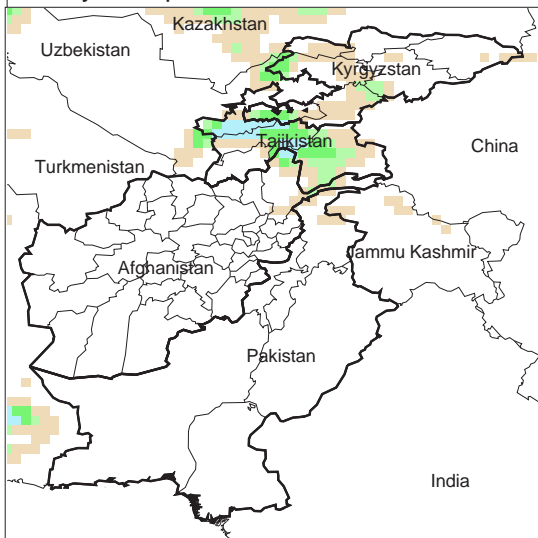 Kazakhstan
Uzbekistan
Kyrgyzstan
Tajikistan
China
Turkmenistan
Jammu Kashmir
Afghanistan
Pakistan
India